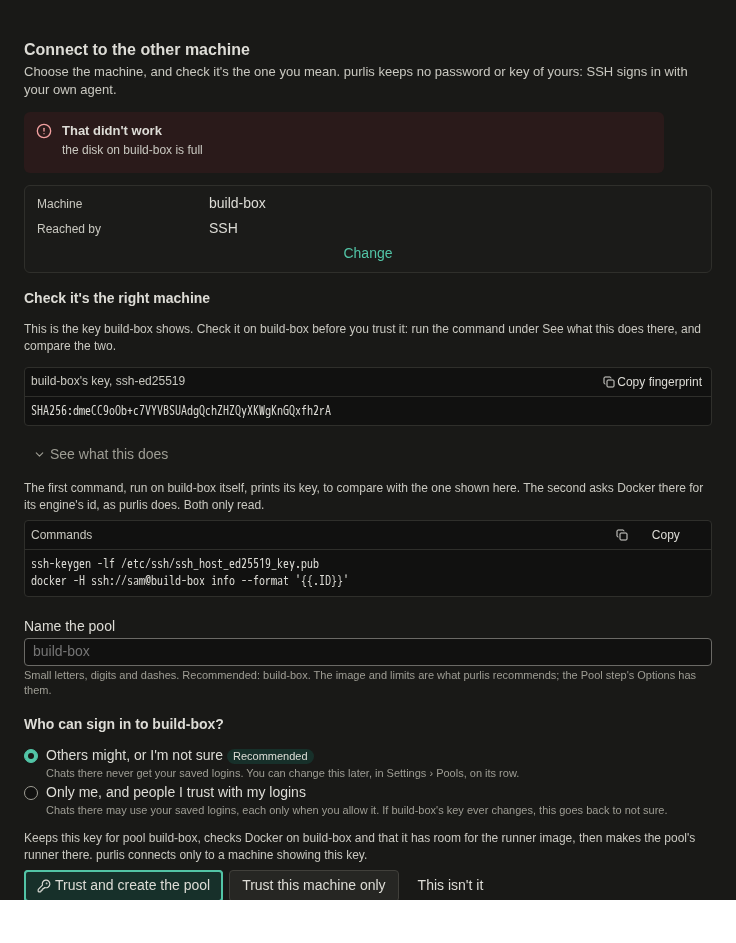 Connect to the other machine
Choose the machine, and check it's the one you mean. purlis keeps no password or key of yours: SSH signs in with
your own agent.
That didn't work
the disk on build-box is full
Machine build-box
Reached by SSH
Change
Check it's the right machine
This is the key build-box shows. Check it on build-box before you trust it: run the command under See what this does there, and
compare the two.
build-box's key, ssh-ed25519 Copy fingerprint
SHA256:dmeCC9oOb+c7VYVBSUAdgQchZHZQyXKWgKnGQxfh2rA
See what this does
The first command, run on build-box itself, prints its key, to compare with the one shown here. The second asks Docker there for
its engine's id, as purlis does. Both only read.
Commands Copy
ssh-keygen -lf /etc/ssh/ssh_host_ed25519_key.pub
docker -H ssh://sam@build-box info --format '{{.ID}}'
Name the pool
build-box
Small letters, digits and dashes. Recommended: build-box. The image and limits are what purlis recommends; the Pool step's Options has
them.
Who can sign in to build-box?
Others might, or I'm not sure Recommended
Chats there never get your saved logins. You can change this later, in Settings › Pools, on its row.
Only me, and people I trust with my logins
Chats there may use your saved logins, each only when you allow it. If build-box's key ever changes, this goes back to not sure.
Keeps this key for pool build-box, checks Docker on build-box and that it has room for the runner image, then makes the pool's
runner there. purlis connects only to a machine showing this key.
Trust and create the pool Trust this machine only This isn't it